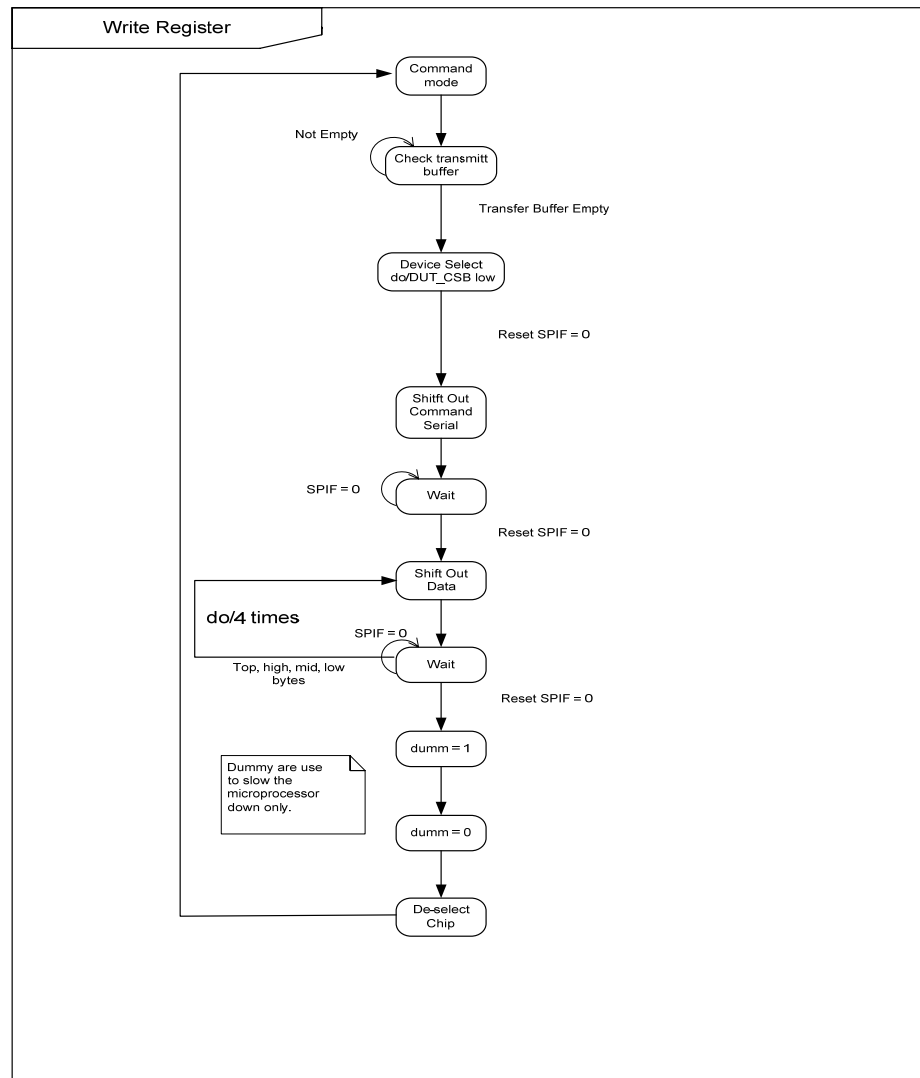 Write Register
Command
mode
Not Empty
Check transmitt
buffer
Transfer Buffer Empty
Device Select
do/DUT_CSB low
Reset SPIF = 0
Shitft Out
Command
Serial
SPIF = 0
Wait
Reset SPIF = 0
Shift Out
Data
do/4 times
SPIF = 0
Wait
Top, high, mid, low
bytes
Reset SPIF = 0
dumm = 1
Dummy are use
to slow the
microprocessor
down only.
dumm = 0
De-select
Chip